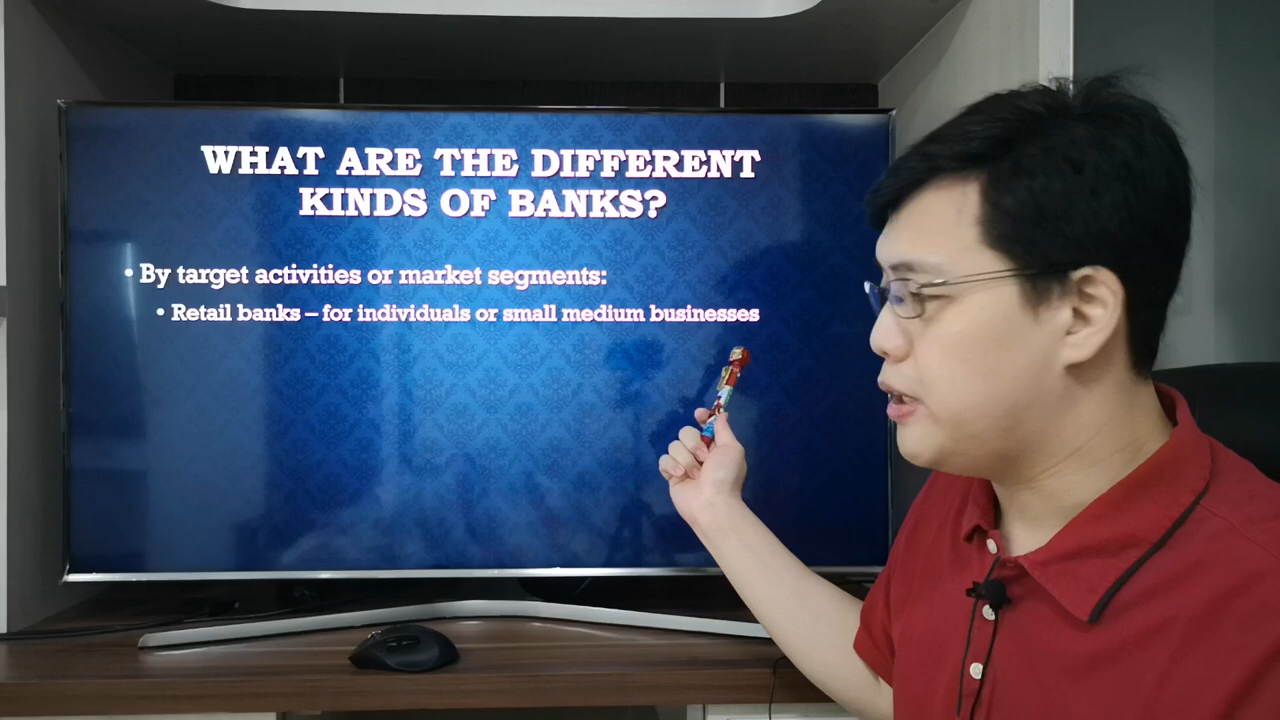 WHAT ARE THE DIFFERENT
KINDS OF BANKS?
• By target activities or market segments:
• Retail banks – for individuals or small medium businesses